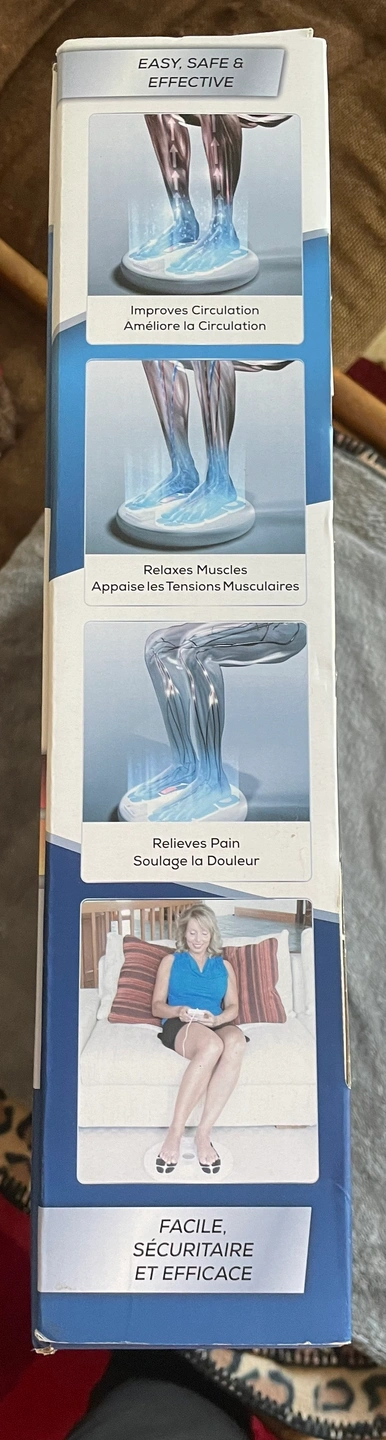 EASY, SAFE &
EFFECTIVE
Improves Circulation
Améliore la Circulation
Relaxes Muscles
Appaise les Tensions Musculaires
Relieves Pain
Soulage la Douleur
FACILE,
SÉCURITAIRE
ET EFFICACE